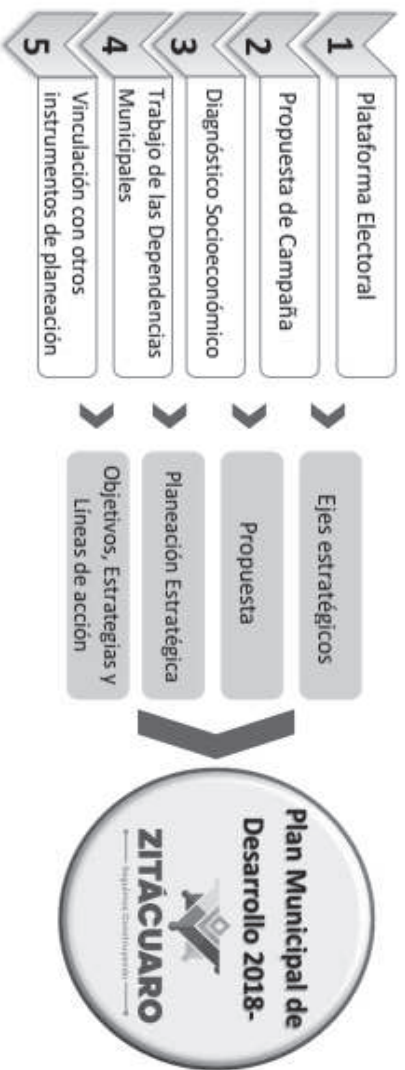 1
Plataforma Electoral
2
Propuesta de Campaña
3
Diagnóstico Socioeconómico
4
Trabajo de las Dependencias
Municipales
5
Vinculación con otros
instrumentos de planeación
Ejes estratégicos
Propuesta
Planeación Estratégica
Objetivos, Estrategias y
Líneas de acción
Plan Municipal de
Desarrollo 2018-
ZITÁCUARO
Seguimos Construyendo